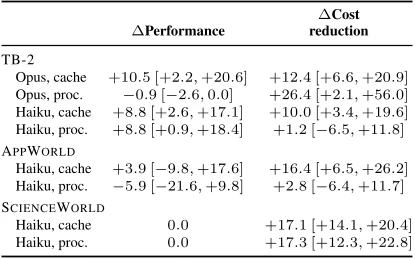 △Cost
△Performance reduction
TB-2
Opus, cache +10.5 [+2.2, +20.6] +12.4 [+6.6, +20.9]
Opus, proc. −0.9 [−2.6, 0.0] +26.4 [+2.1, +56.0]
Haiku, cache +8.8 [+2.6, +17.1] +10.0 [+3.4, +19.6]
Haiku, proc. +8.8 [+0.9, +18.4] +1.2 [−6.5, +11.8]
APPWORLD
Haiku, cache +3.9 [−9.8, +17.6] +16.4 [+6.5, +26.2]
Haiku, proc. −5.9 [−21.6, +9.8] +2.8 [−6.4, +11.7]
SCIENCEWORLD
Haiku, cache 0.0 +17.1 [+14.1, +20.4]
Haiku, proc. 0.0 +17.3 [+12.3, +22.8]